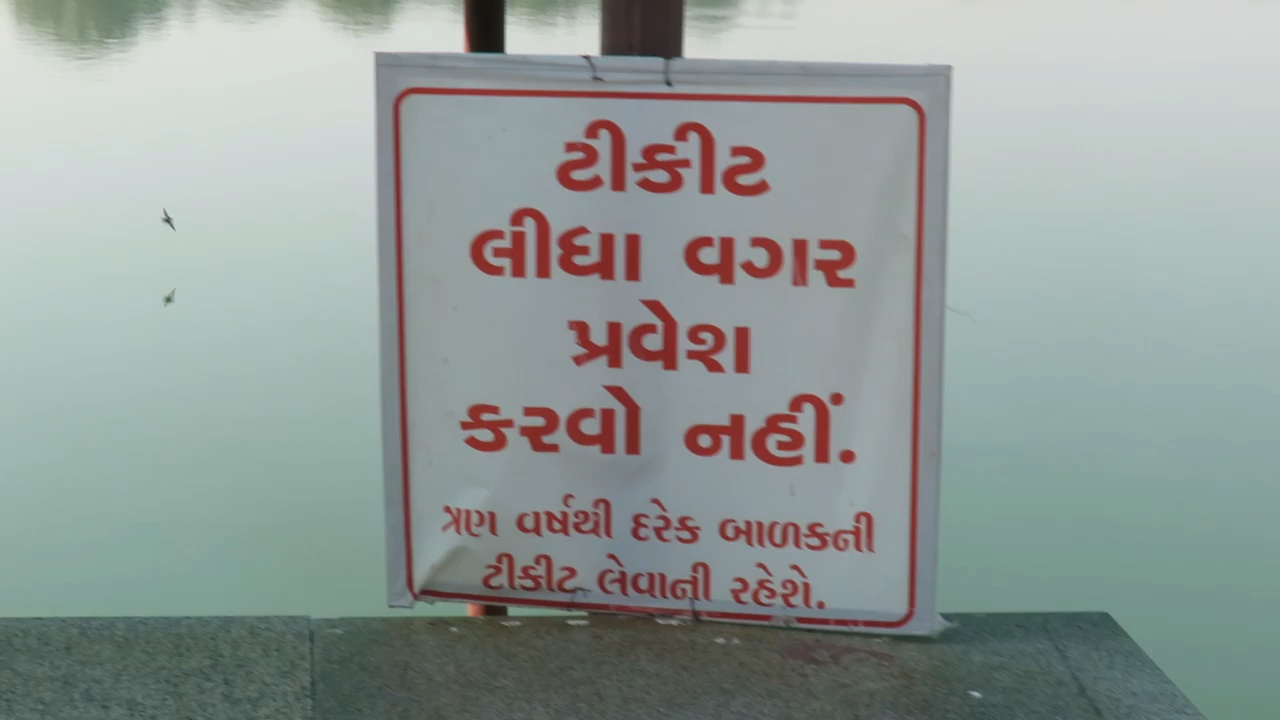 ટીકીટ
લીધા વગર
પ્રવેશ
કરવો નહીં.
ત્રણ વર્ષથી દરેક બાળકની
ટીકીટ લેવાની રહેશે.